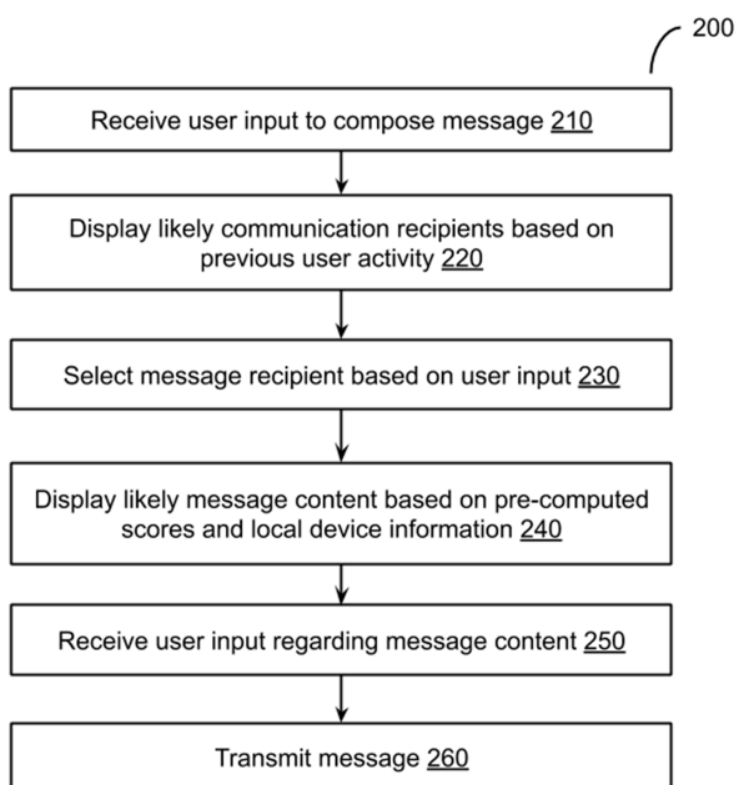 200
Receive user input to compose message 210
Display likely communication recipients based on
previous user activity 220
Select message recipient based on user input 230
Display likely message content based on pre-computed
scores and local device information 240
Receive user input regarding message content 250
Transmit message 260